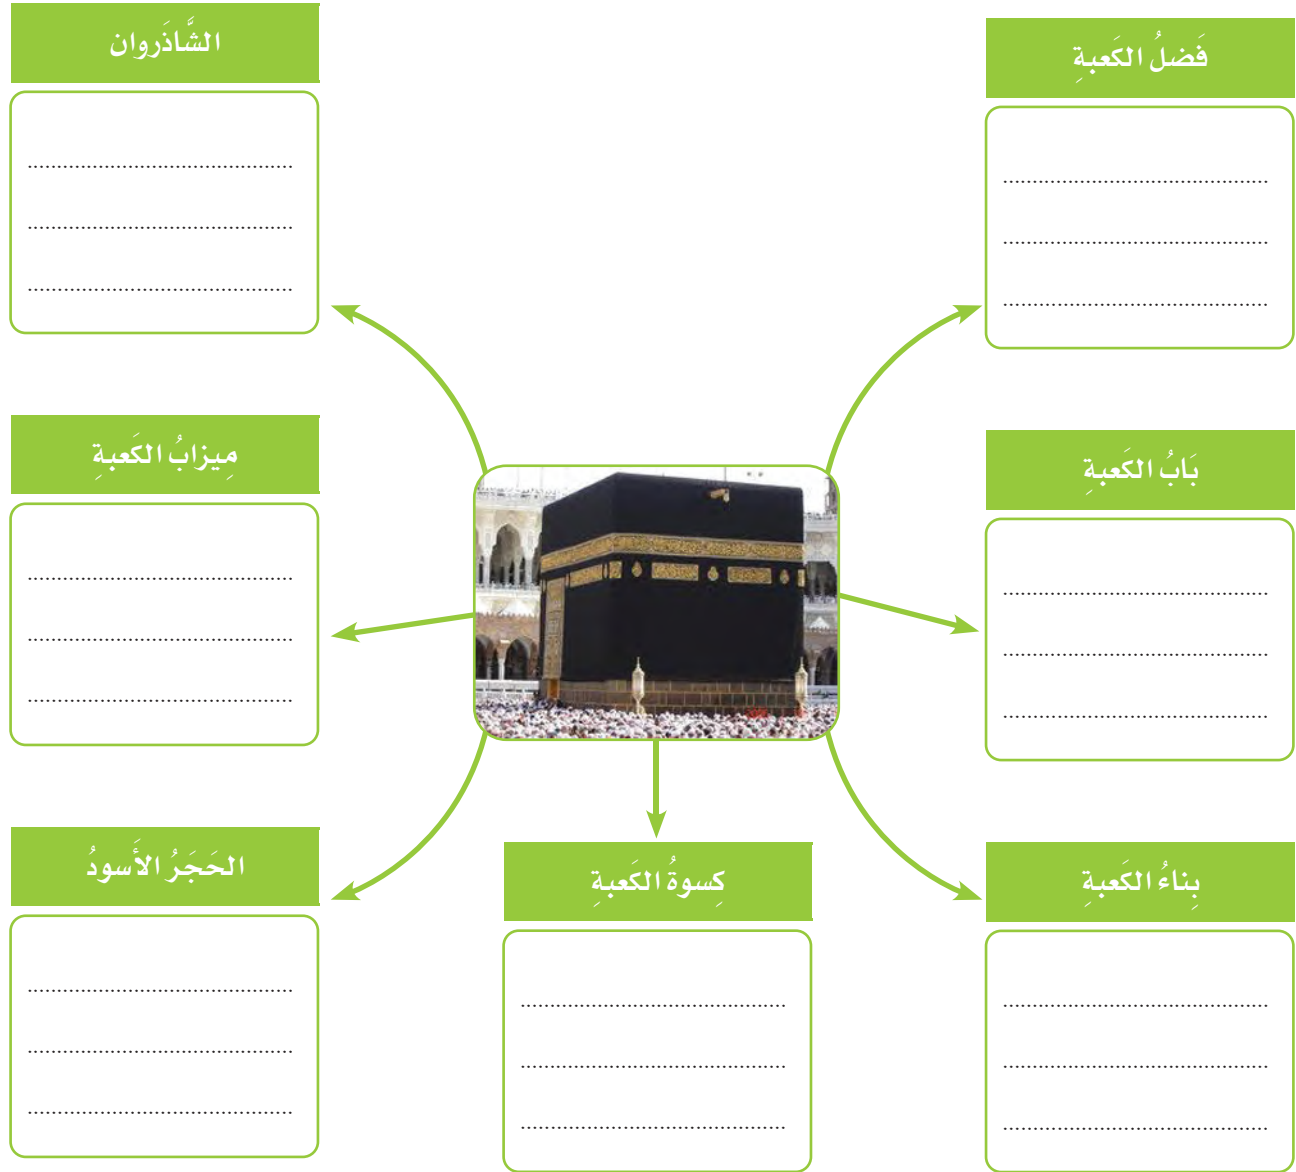 فَضلُ الكَعبةِ
بَابُ الكَعبةِ
بِناءُ الكَعبةِ
كِسوةُ الكَعبةِ
الشَّاذَروان
مِيزابُ الكَعبةِ
الحَجَرُ الأَسودُ